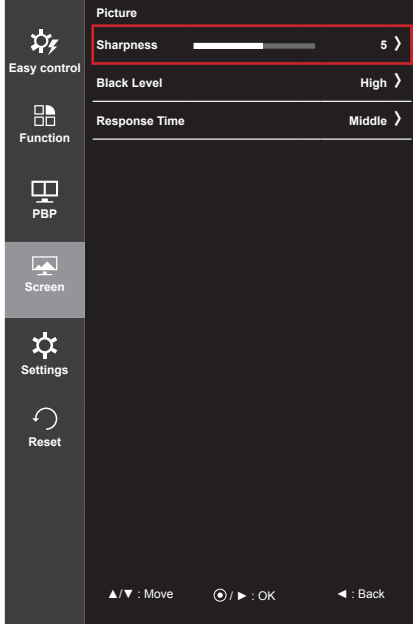 Easy control
Function
PBP
Screen
Settings
Reset
Picture
Sharpness 5 ❭
Black Level High ❭
Response Time Middle ❭
▲/▼ : Move ⦿ / ► : OK ◄ : Back